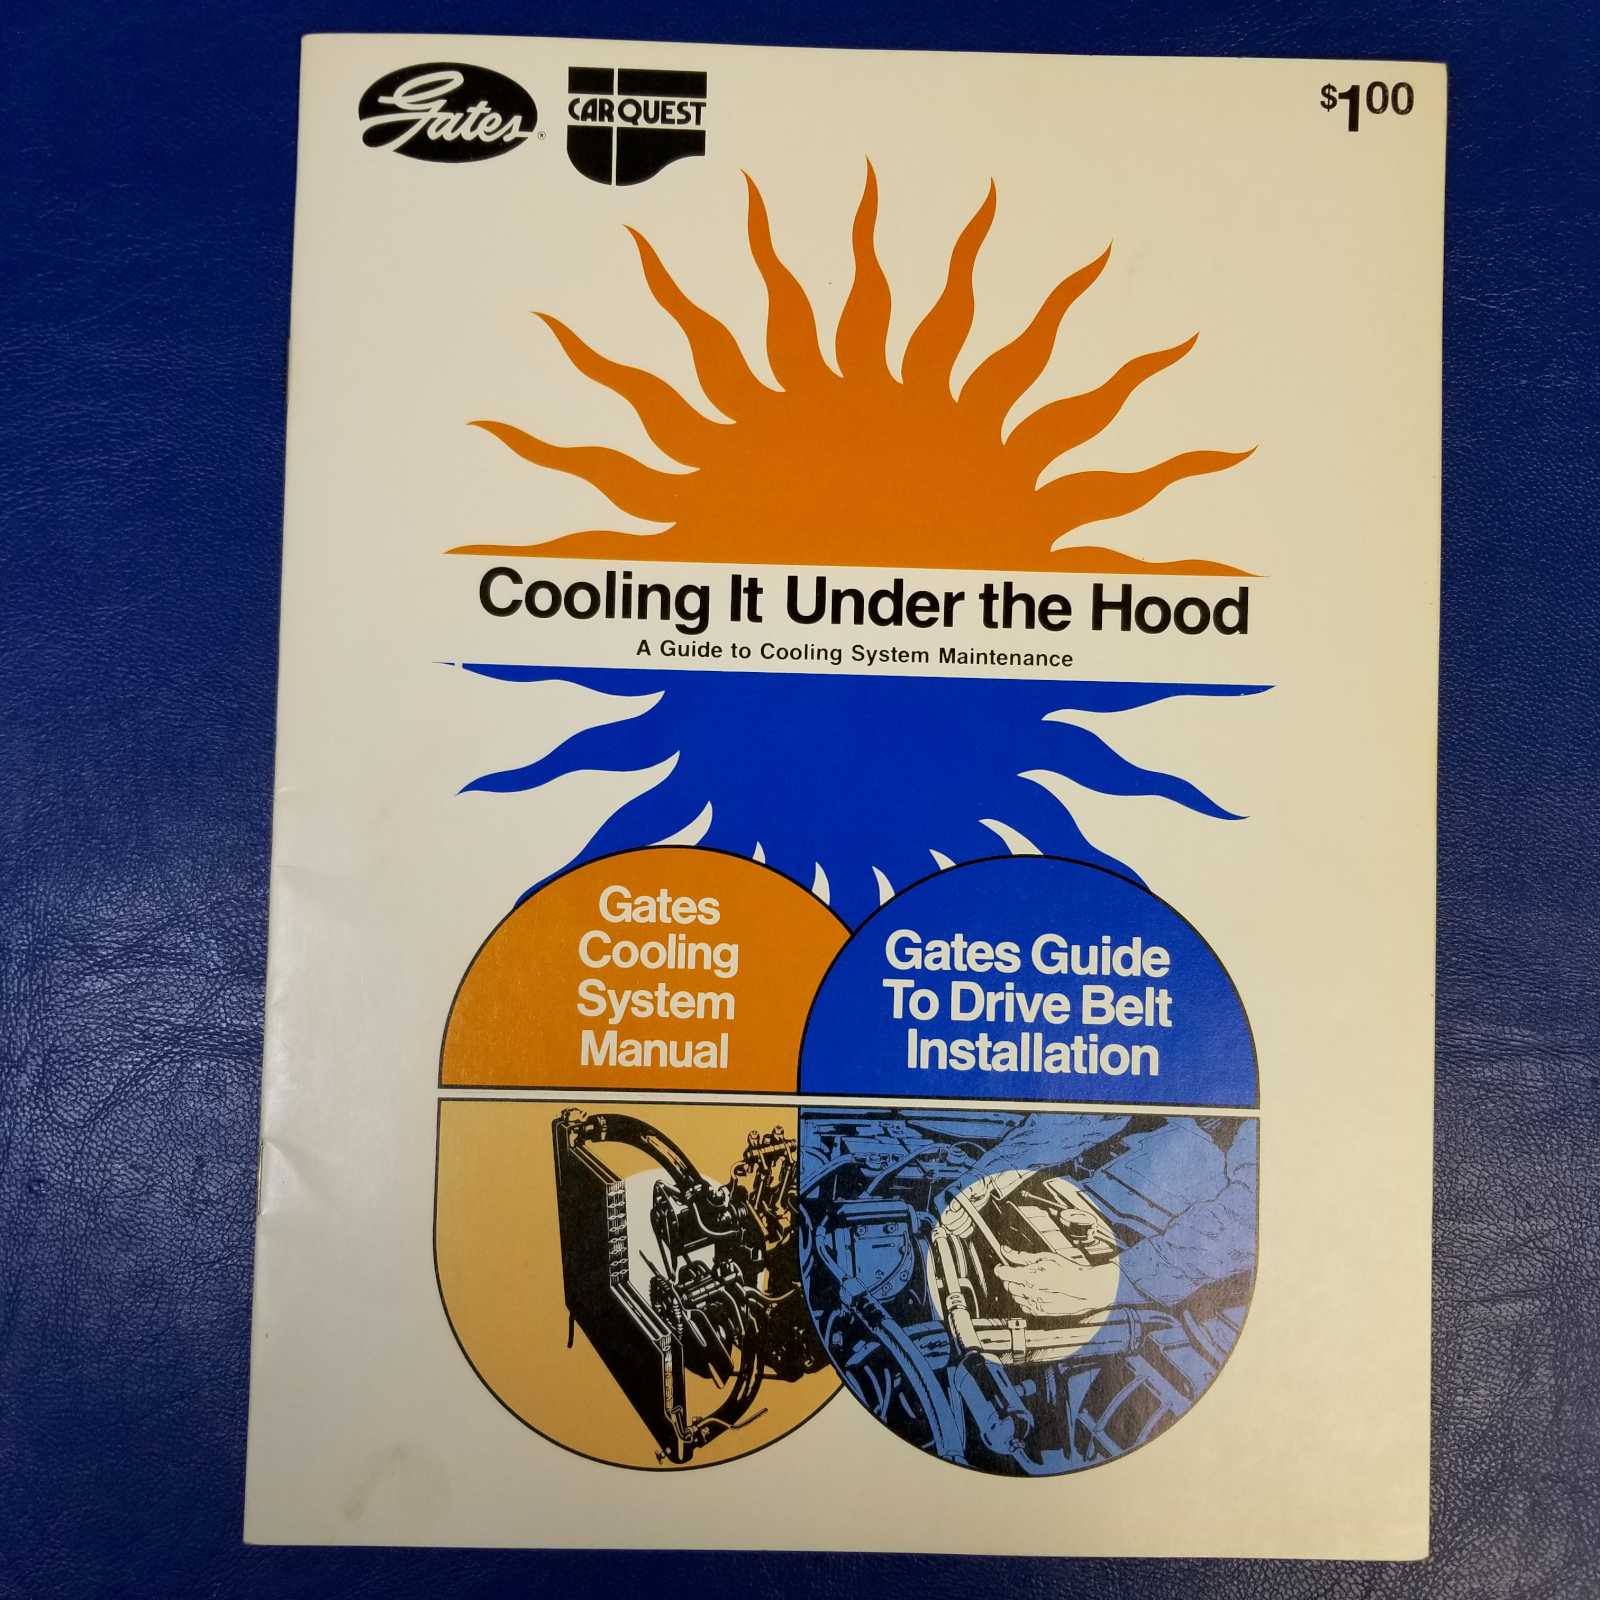 Gates®
CARQUEST
$1.00
Cooling It Under the Hood
A Guide to Cooling System Maintenance
Gates
Cooling
System
Manual
Gates Guide
To Drive Belt
Installation